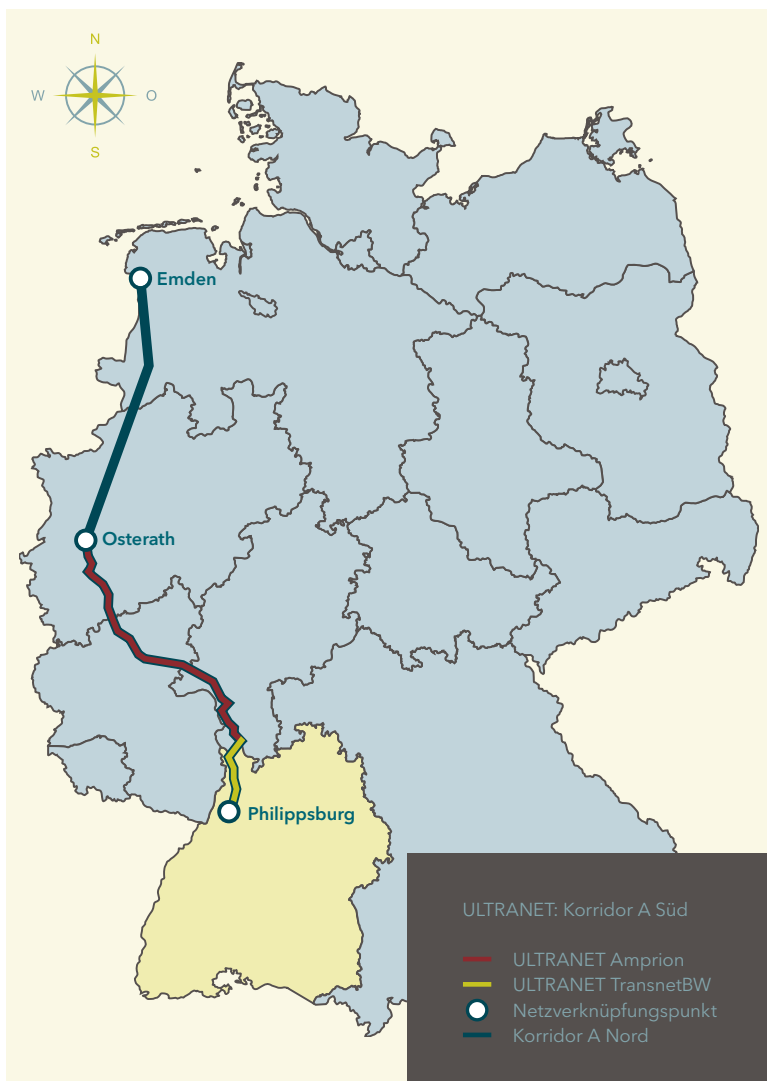 N
W O
S
Emden
Osterath
Philippsburg
ULTRANET: Korridor A Süd
ULTRANET Amprion
ULTRANET TransnetBW
Netzverknüpfungspunkt
Korridor A Nord